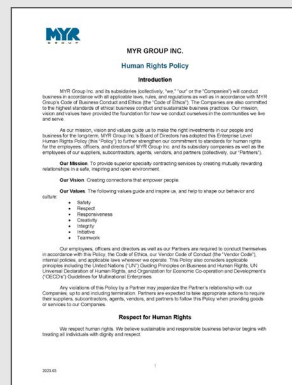 MYR
GROUP
MYR GROUP INC.
Human Rights Policy
Introduction
MYR Group Inc. and its subsidiaries (collectively, "we," "our" or the "Companies") will conduct
business in accordance with all applicable laws, rules, and regulations as well as in accordance with MYR
Group's Code of Business Conduct and Ethics (the "Code of Ethics"). The Companies are also committed
to the highest standards of ethical business conduct and sustainable business practices. Our mission,
vision and values have provided the foundation for how we conduct ourselves in the communities we live
and serve.
As our mission, vision and values guide us to make the right investments in our people and
business for the long-term, MYR Group Inc.'s Board of Directors has adopted this Enterprise Level
Human Rights Policy (this "Policy") to further strengthen our commitment to standards for human rights
for the employees, officers, and directors of MYR Group Inc. and its subsidiary companies as well as the
employees of our suppliers, subcontractors, agents, vendors, and partners (collectively, our "Partners").
Our Mission. To provide superior specialty contracting services by creating mutually rewarding
relationships in a safe, inspiring and open environment.
Our Vision. Creating connections that empower people.
Our Values. The following values guide and inspire us, and help to shape our behavior and
culture:
• Safety
• Respect
• Responsiveness
• Creativity
• Integrity
• Initiative
• Teamwork
Our employees, officers and directors as well as our Partners are required to conduct themselves
in accordance with this Policy, the Code of Ethics, our Vendor Code of Conduct (the "Vendor Code"),
internal policies, and applicable laws wherever we operate. This Policy also considers applicable
principles including the United Nations ("UN") Guiding Principles on Business and Human Rights, UN
Universal Declaration of Human Rights, and Organization for Economic Co-operation and Development's
("OECD's") Guidelines for Multinational Enterprises.
Any violations of this Policy by a Partner may jeopardize the Partner's relationship with our
Companies, up to and including termination. Partners are expected to take appropriate actions to require
their suppliers, subcontractors, agents, vendors, and partners to follow this Policy when providing goods
or services to our Companies.
Respect for Human Rights
We respect human rights. We believe sustainable and responsible business behavior begins with
treating all individuals with dignity and respect.
1